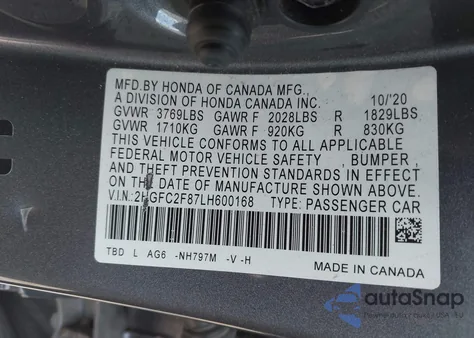 MFD.BY HONDA OF CANADA MFG.,
A DIVISION OF HONDA CANADA INC. 10/'20
GVWR 3769LBS GAWR F 2028LBS R 1829LBS
GVWR 1710KG GAWR F 920KG R 830KG
THIS VEHICLE CONFORMS TO ALL APPLICABLE
FEDERAL MOTOR VEHICLE SAFETY , BUMPER ,
AND THEFT PREVENTION STANDARDS IN EFFECT
ON THE DATE OF MANUFACTURE SHOWN ABOVE.
V.I.N.: 2HGFC2F87LH600168 TYPE: PASSENGER CAR
TBD L AG6 -NH797M -V -H
MADE IN CANADA
autoSnap